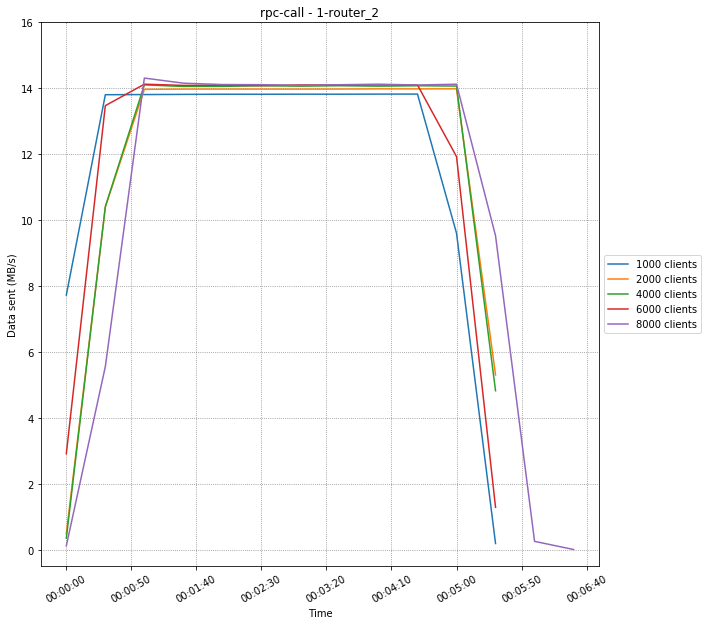 rpc-call - 1-router_2
16
14
12
10
8
6
4
2
0
Data sent (MB/s)
00:00:00
00:00:50
00:01:40
00:02:30
00:03:20
00:04:10
00:05:00
00:05:50
00:06:40
Time
1000 clients
2000 clients
4000 clients
6000 clients
8000 clients